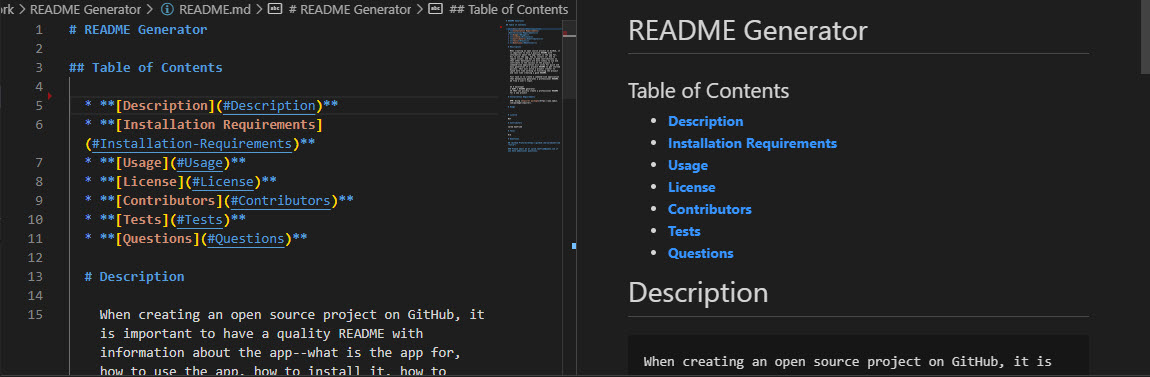 rk > README Generator > README.md > # README Generator > ## Table of Contents
1 # README Generator
2
3 ## Table of Contents
4
5 * **[Description](#Description)**
6 * **[Installation Requirements]
(#Installation-Requirements)**
7 * **[Usage](#Usage)**
8 * **[License](#License)**
9 * **[Contributors](#Contributors)**
10 * **[Tests](#Tests)**
11 * **[Questions](#Questions)**
12
13 # Description
14
15 When creating an open source project on GitHub, it
is important to have a quality README with
information about the app--what is the app for,
how to use the app, how to install it, how to
README Generator
Table of Contents
• Description
• Installation Requirements
• Usage
• License
• Contributors
• Tests
• Questions
Description
When creating an open source project on GitHub, it is